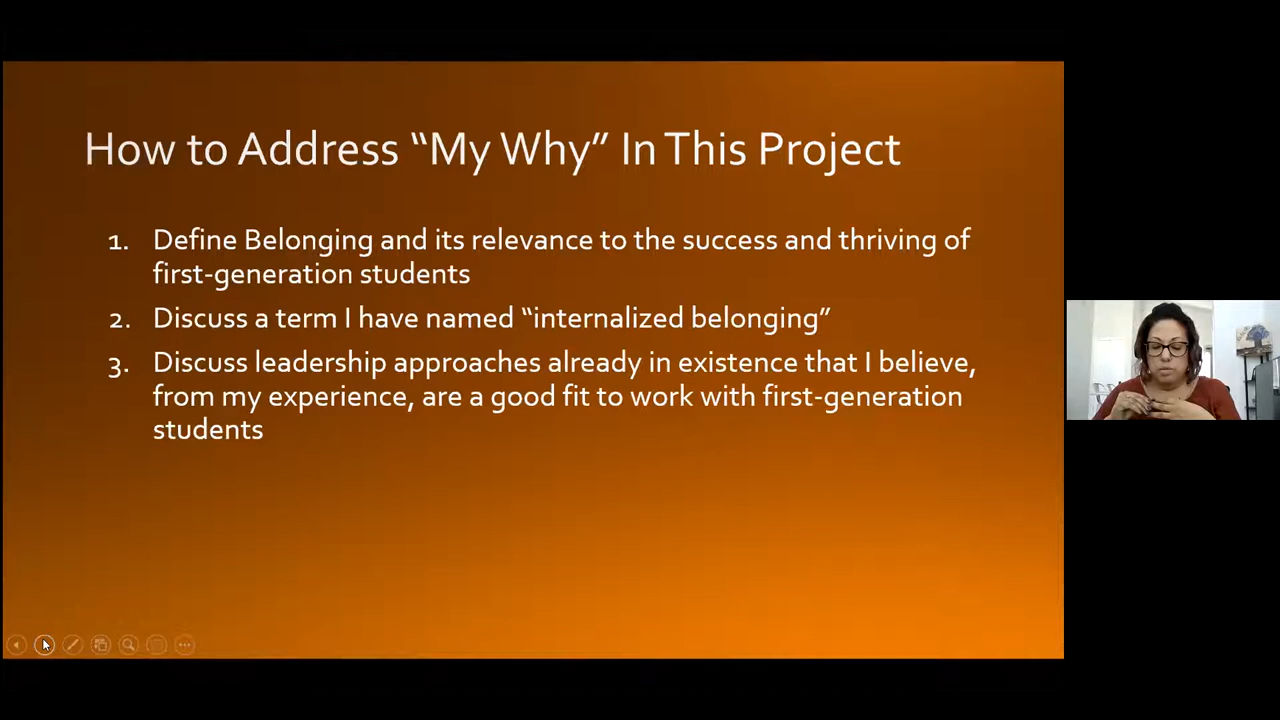 How to Address “My Why” In This Project
1. Define Belonging and its relevance to the success and thriving of
first-generation students
2. Discuss a term I have named “internalized belonging”
3. Discuss leadership approaches already in existence that I believe,
from my experience, are a good fit to work with first-generation
students